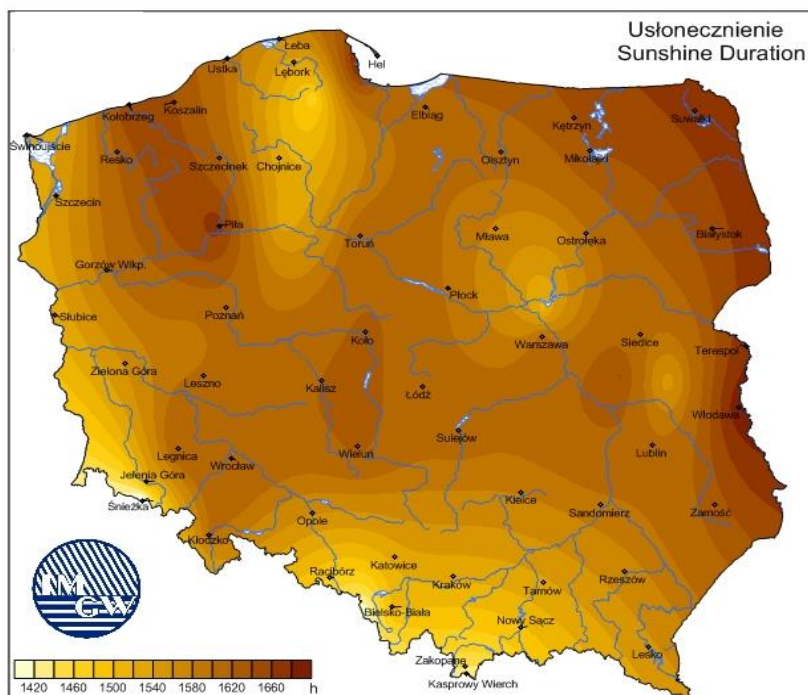 Usłonecznienie
Sunshine Duration
Łeba
Hel
Ustka
Lębork
Koszalin
Kołobrzeg
Elbląg
Kętrzyn
Suwałki
Świnoujście
Resko
Szczecinek
Chojnice
Olsztyn
Mikołajki
Szczecin
Piła
Toruń
Mława
Ostrołęka
Białystok
Gorzów Wlkp.
Płock
Słubice
Poznań
Koło
Warszawa
Siedlce
Terespol
Zielona Góra
Leszno
Kalisz
Łódź
Włodawa
Sulejów
Legnica
Wrocław
Wieluń
Lublin
Jelenia Góra
Śnieżka
Opole
Kielce
Sandomierz
Zamość
Kłodzko
Racibórz
Katowice
Kraków
Tarnów
Rzeszów
Bielsko-Biała
Nowy Sącz
Lesko
Zakopane
Kasprowy Wierch
IM
GW
1420 1460 1500 1540 1580 1620 1660 h